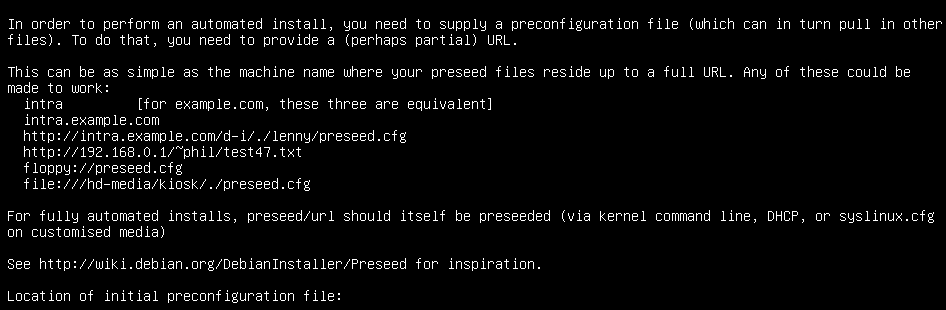 In order to perform an automated install, you need to supply a preconfiguration file (which can in turn pull in other
files). To do that, you need to provide a (perhaps partial) URL.
This can be as simple as the machine name where your preseed files reside up to a full URL. Any of these could be
made to work:
intra [for example.com, these three are equivalent]
intra.example.com
http://intra.example.com/d-i/./lenny/preseed.cfg
http://192.168.0.1/~phil/test47.txt
floppy://preseed.cfg
file:///hd-media/kiosk/./preseed.cfg
For fully automated installs, preseed/url should itself be preseeded (via kernel command line, DHCP, or syslinux.cfg
on customised media)
See http://wiki.debian.org/DebianInstaller/Preseed for inspiration.
Location of initial preconfiguration file: